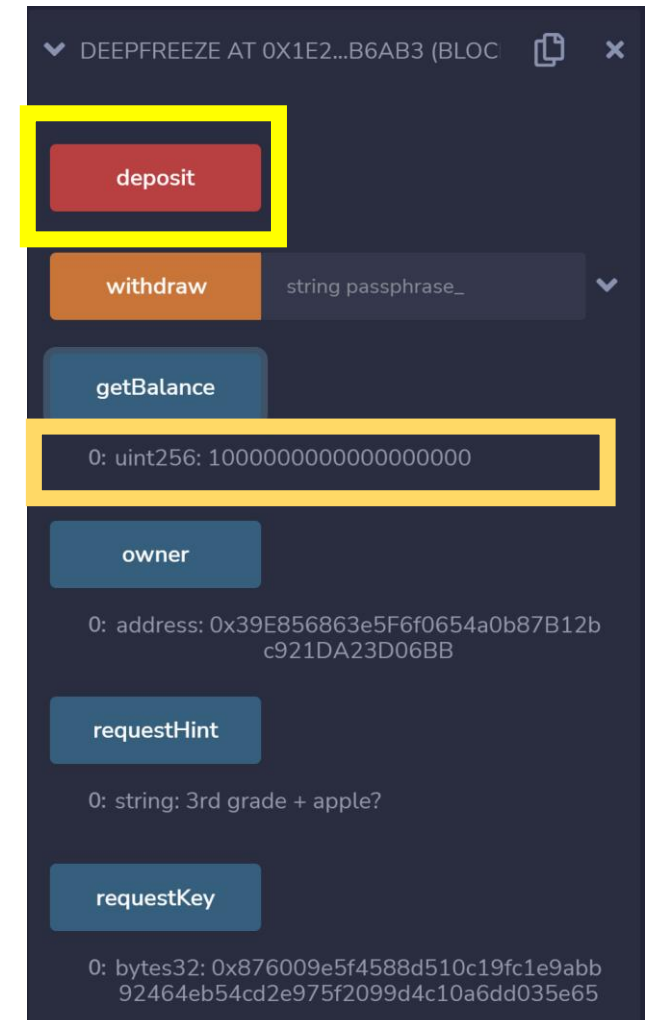 DEEPFREEZE AT 0X1E2...B6AB3 (BLOC
deposit
withdraw string passphrase_
getBalance
0: uint256: 1000000000000000000
owner
0: address: 0x39E856863e5F6f0654a0b87B12b
c921DA23D06BB
requestHint
0: string: 3rd grade + apple?
requestKey
0: bytes32: 0x876009e5f4588d510c19fc1e9abb
92464eb54cd2e975f2099d4c10a6dd035e65